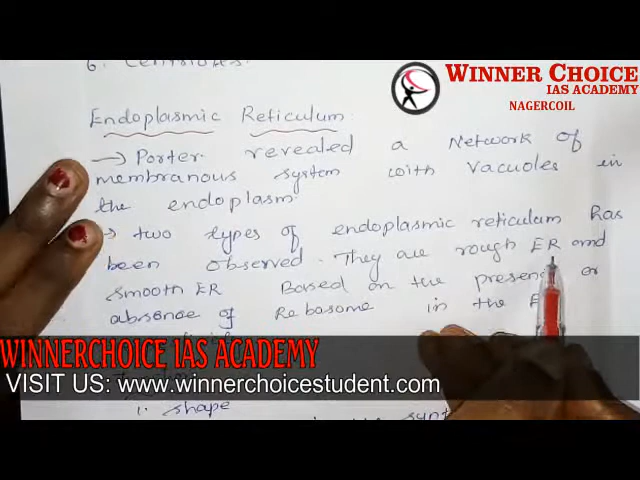 6. Centrioles.
WINNER CHOICE
IAS ACADEMY
NAGERCOIL
Endoplasmic Reticulum
→ Porter revealed a Network of
membranous system with vacuoles in
the endoplasm
→ two types of endoplasmic reticulum has
been observed. They are rough ER and
smooth ER Based on the presence or
absence of Rebosome in the
WINNERCHOICE IAS ACADEMY
VISIT US: www.winnerchoicestudent.com
1. shape